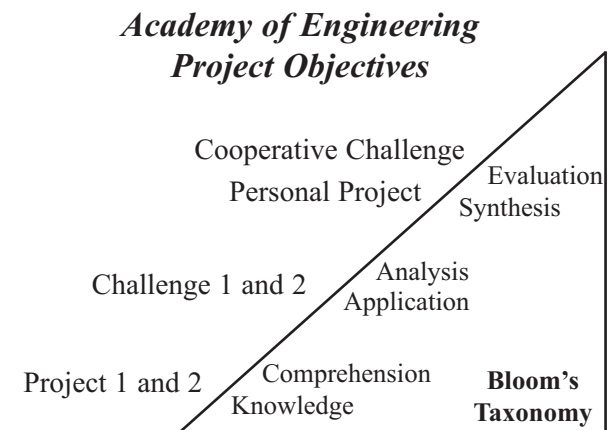 Academy of Engineering
Project Objectives
Cooperative Challenge
Personal Project
Evaluation
Synthesis
Challenge 1 and 2
Analysis
Application
Project 1 and 2
Comprehension
Knowledge
Bloom's
Taxonomy